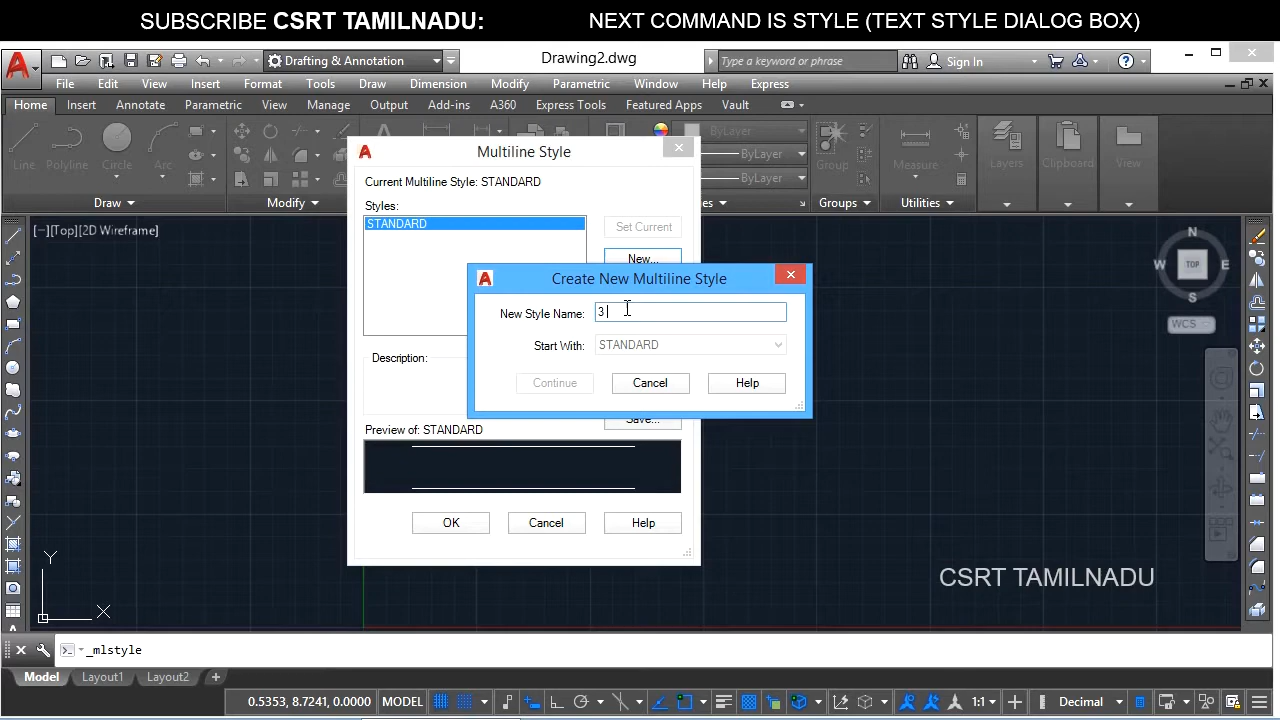 SUBSCRIBE CSRT TAMILNADU: NEXT COMMAND IS STYLE (TEXT STYLE DIALOG BOX)
Drafting & Annotation Drawing2.dwg Type a keyword or phrase Sign In
File Edit View Insert Format Tools Draw Dimension Modify Parametric Window Help Express
Home Insert Annotate Parametric View Manage Output Add-ins A360 Express Tools Featured Apps Vault
Line Polyline Circle Arc ByLayer ByLayer ByLayer Group Measure Layers Clipboard View
Draw Modify Groups Utilities
[−][Top][2D Wireframe]
N
W TOP E
S
WCS
Multiline Style
Current Multiline Style: STANDARD
Styles:
STANDARD
Set Current
New...
Create New Multiline Style
New Style Name: 3
Start With: STANDARD
Continue Cancel Help
Description:
Save...
Preview of: STANDARD
OK Cancel Help
CSRT TAMILNADU
Y
X
_mlstyle
Model Layout1 Layout2 +
0.5353, 8.7241, 0.0000 MODEL 1:1 Decimal